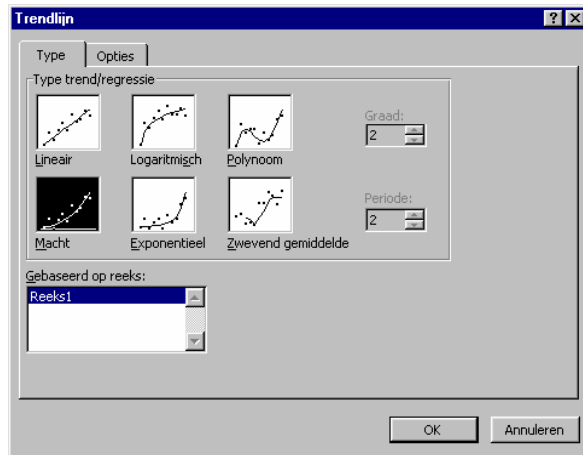 Trendlijn
Type Opties
Type trend/regressie
Lineair Logaritmisch Polynoom
Graad:
2
Macht Exponentieel Zwevend gemiddelde
Periode:
2
Gebaseerd op reeks:
Reeks1
OK Annuleren